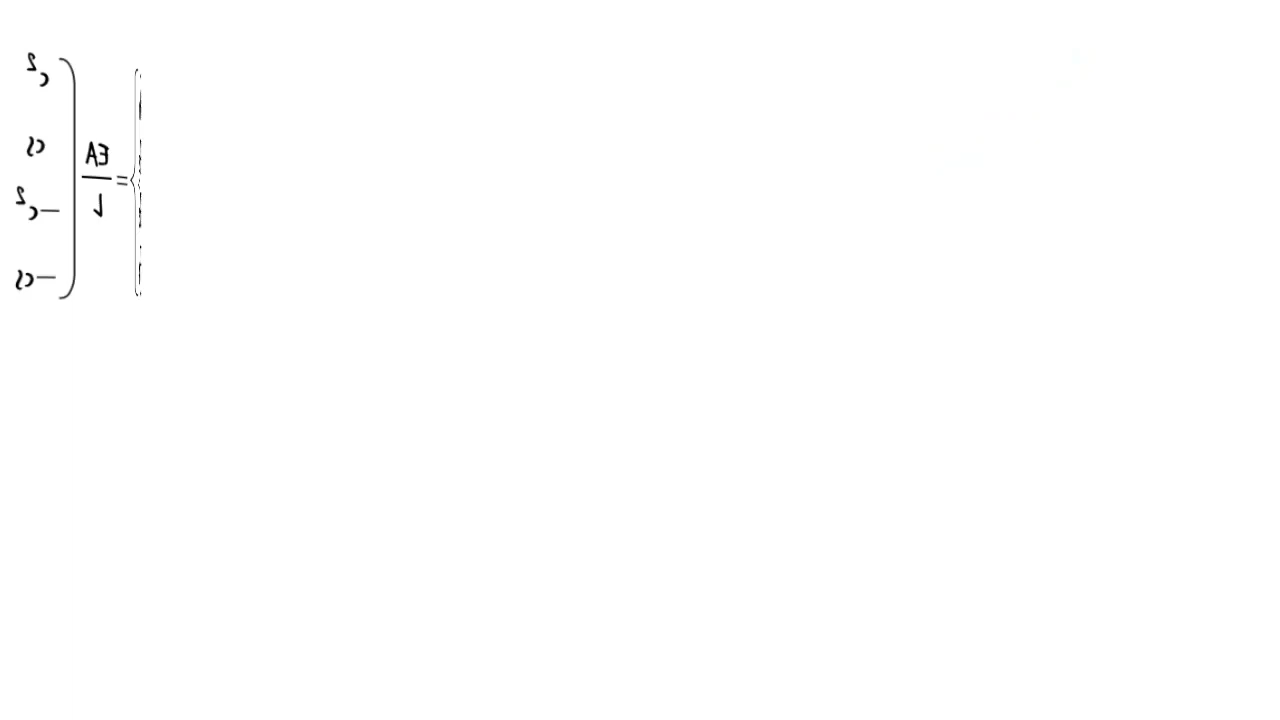 = EA/L [ c²
cs
-c²
-cs